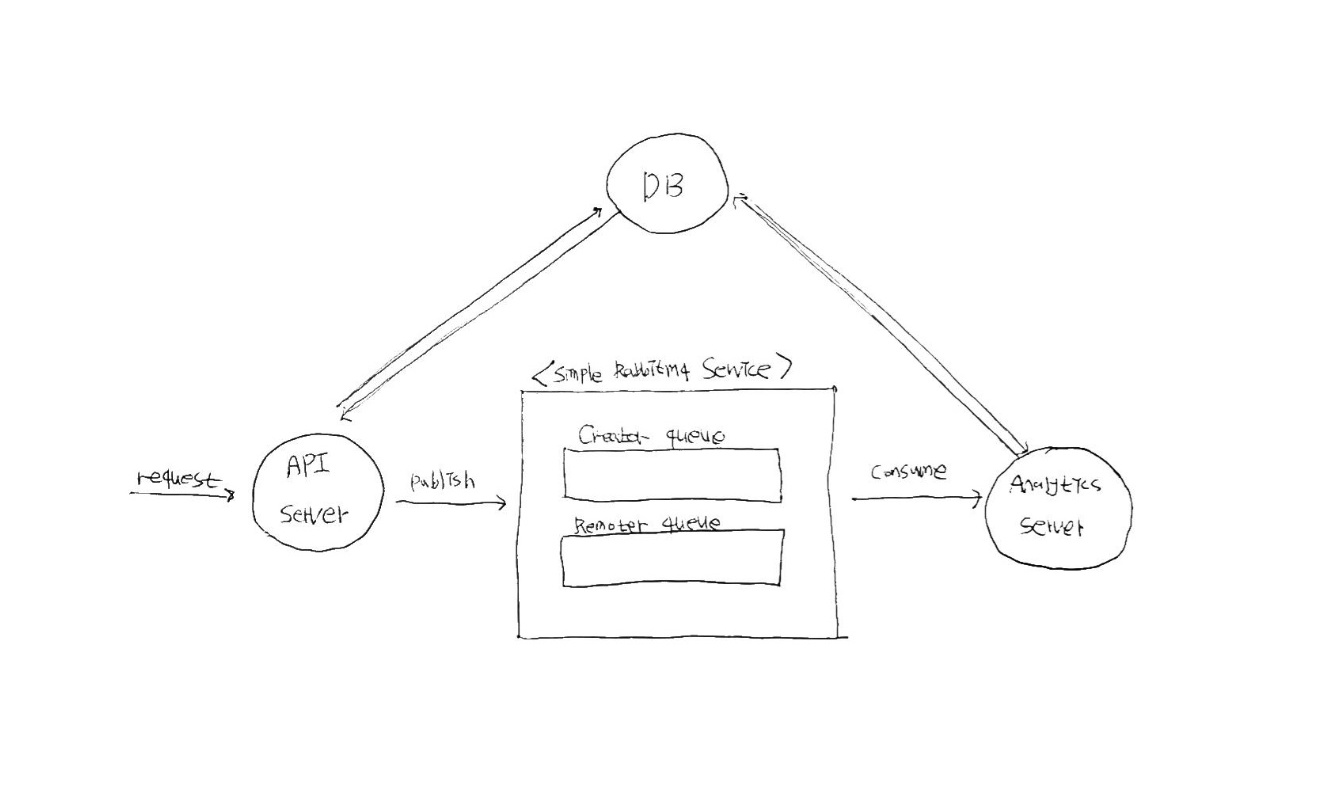 DB
<Simple RabbitMQ Service>
Creator queue
Remoter queue
request
API
Server
publish
Consume
Analytics
Server